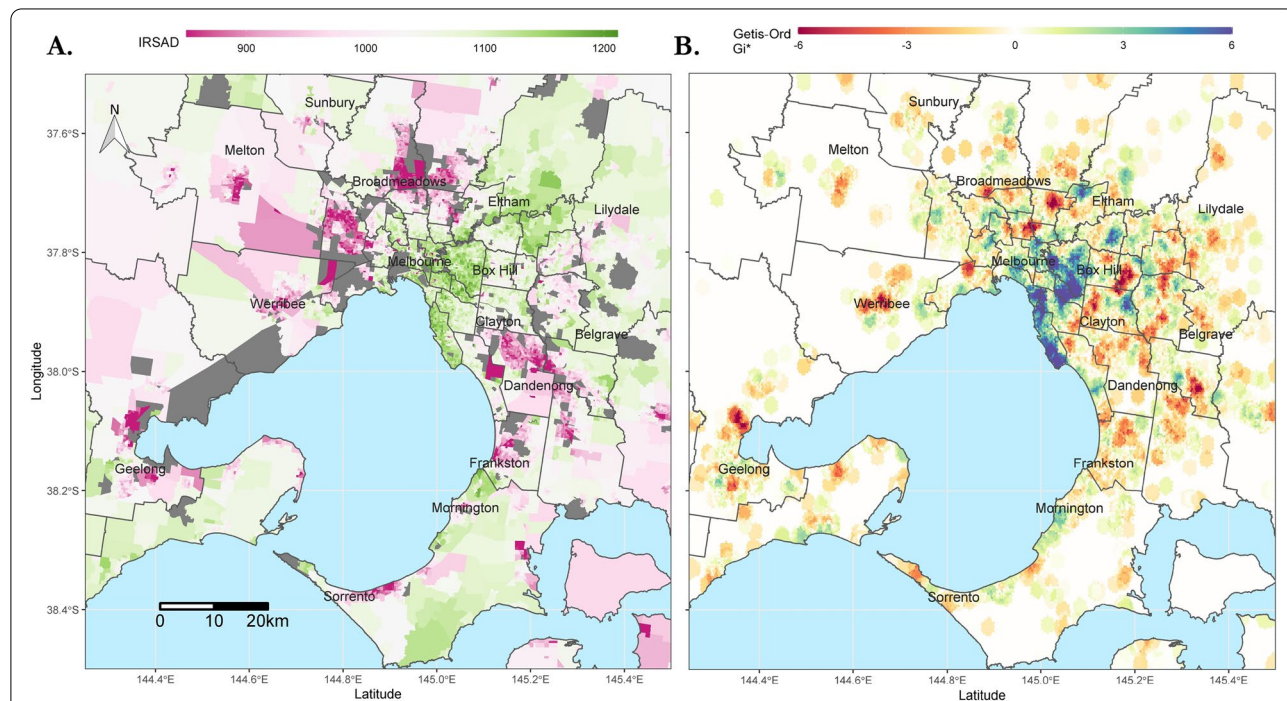 A.
IRSAD
900 1000 1100 1200
N
Sunbury
37.6°S
Melton
Broadmeadows
Eltham
Lilydale
37.8°S
Melbourne
Box Hill
Werribee
Clayton
Belgrave
Longitude
38.0°S
Dandenong
Geelong
Frankston
38.2°S
Mornington
Sorrento
38.4°S
0 10 20km
144.4°E 144.6°E 144.8°E 145.0°E 145.2°E 145.4°E
Latitude
B.
Getis-Ord
Gi*
-6 -3 0 3 6
Sunbury
Melton
Broadmeadows
Eltham
Lilydale
Melbourne
Box Hill
Werribee
Clayton
Belgrave
Dandenong
Geelong
Frankston
Mornington
Sorrento
144.4°E 144.6°E 144.8°E 145.0°E 145.2°E 145.4°E
Latitude